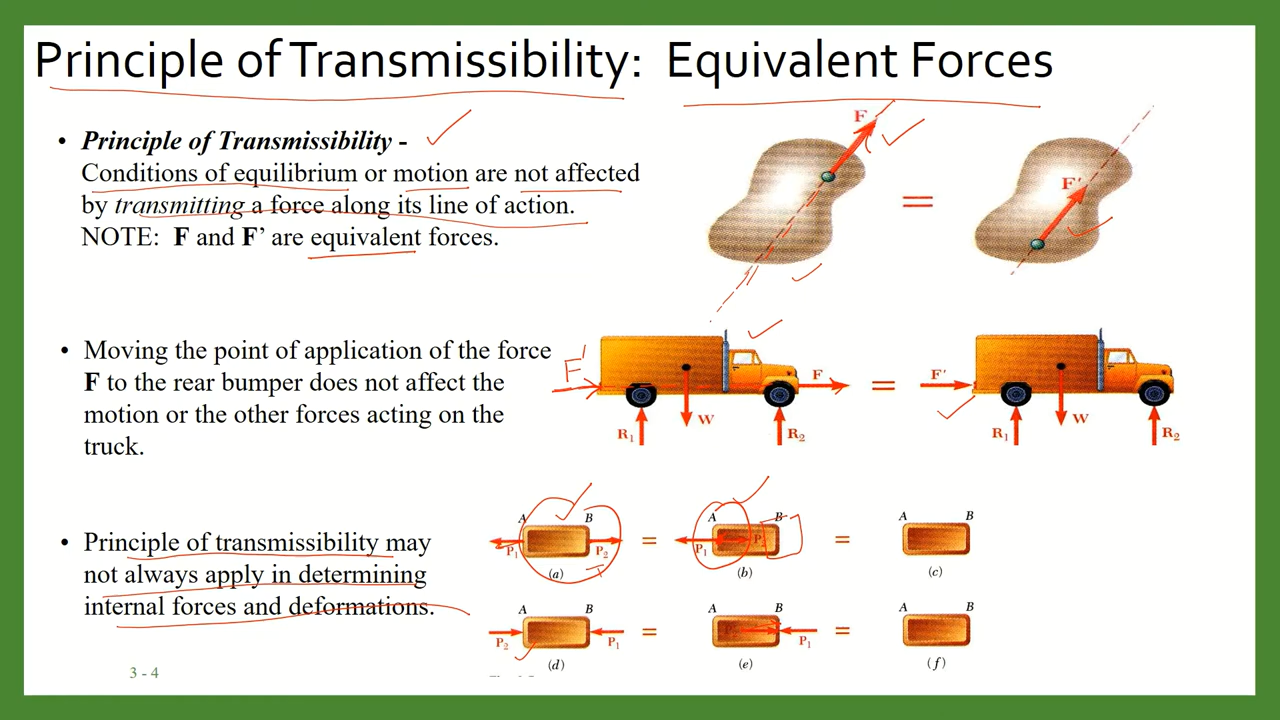 Principle of Transmissibility: Equivalent Forces
• Principle of Transmissibility -
Conditions of equilibrium or motion are not affected
by transmitting a force along its line of action.
NOTE: F and F’ are equivalent forces.
F
=
F'
• Moving the point of application of the force
F to the rear bumper does not affect the
motion or the other forces acting on the
truck.
F'
F
W
R1
R2
=
F'
W
R1
R2
• Principle of transmissibility may
not always apply in determining
internal forces and deformations.
A B
P1 P2
(a)
=
A B
P1 P
(b)
=
A B
(c)
A B
P2 P1
(d)
=
A B
P1
(e)
=
A B
(f)
3 - 4